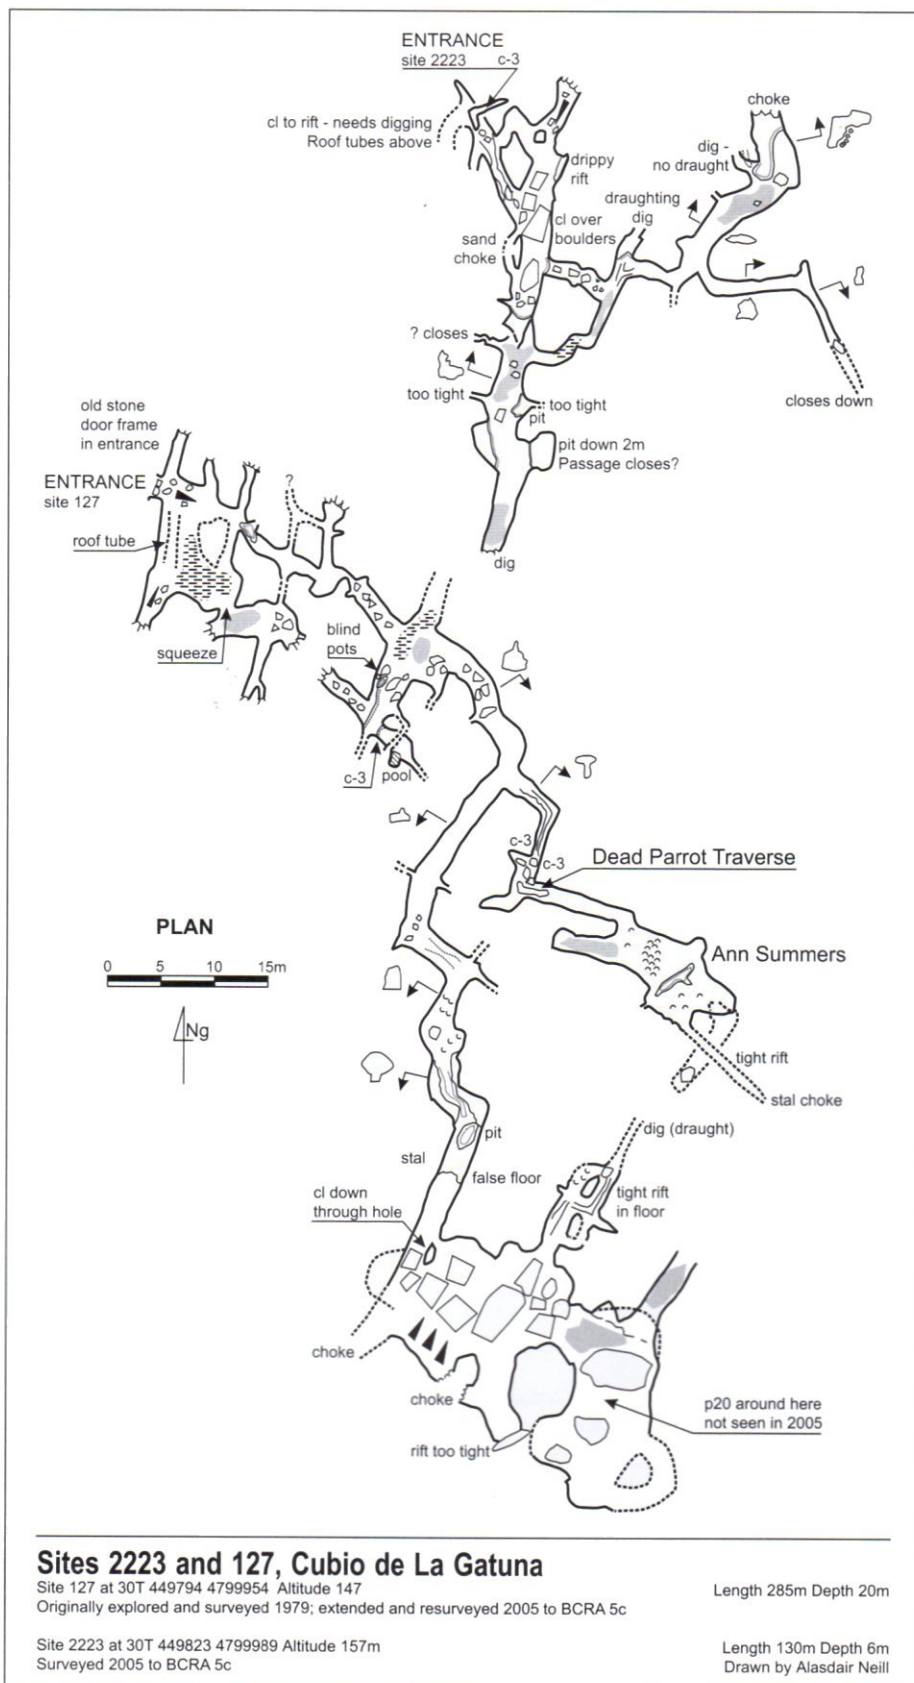 ENTRANCE
site 2223 c-3
cl to rift - needs digging
Roof tubes above
drippy
rift
choke
dig -
no draught
draughting
dig
cl over
boulders
sand
choke
? closes
too tight
too tight
pit
pit down 2m
Passage closes?
closes down
dig
old stone
door frame
in entrance
ENTRANCE
site 127
?
roof tube
squeeze
blind
pots
c-3
pool
c-3
c-3
Dead Parrot Traverse
Ann Summers
PLAN
0 5 10 15m
Ng
tight rift
stal choke
pit
dig (draught)
stal
false floor
tight rift
in floor
cl down
through hole
choke
choke
rift too tight
p20 around here
not seen in 2005
Sites 2223 and 127, Cubio de La Gatuna
Site 127 at 30T 449794 4799954 Altitude 147
Length 285m Depth 20m
Originally explored and surveyed 1979; extended and resurveyed 2005 to BCRA 5c
Site 2223 at 30T 449823 4799989 Altitude 157m
Length 130m Depth 6m
Surveyed 2005 to BCRA 5c
Drawn by Alasdair Neill